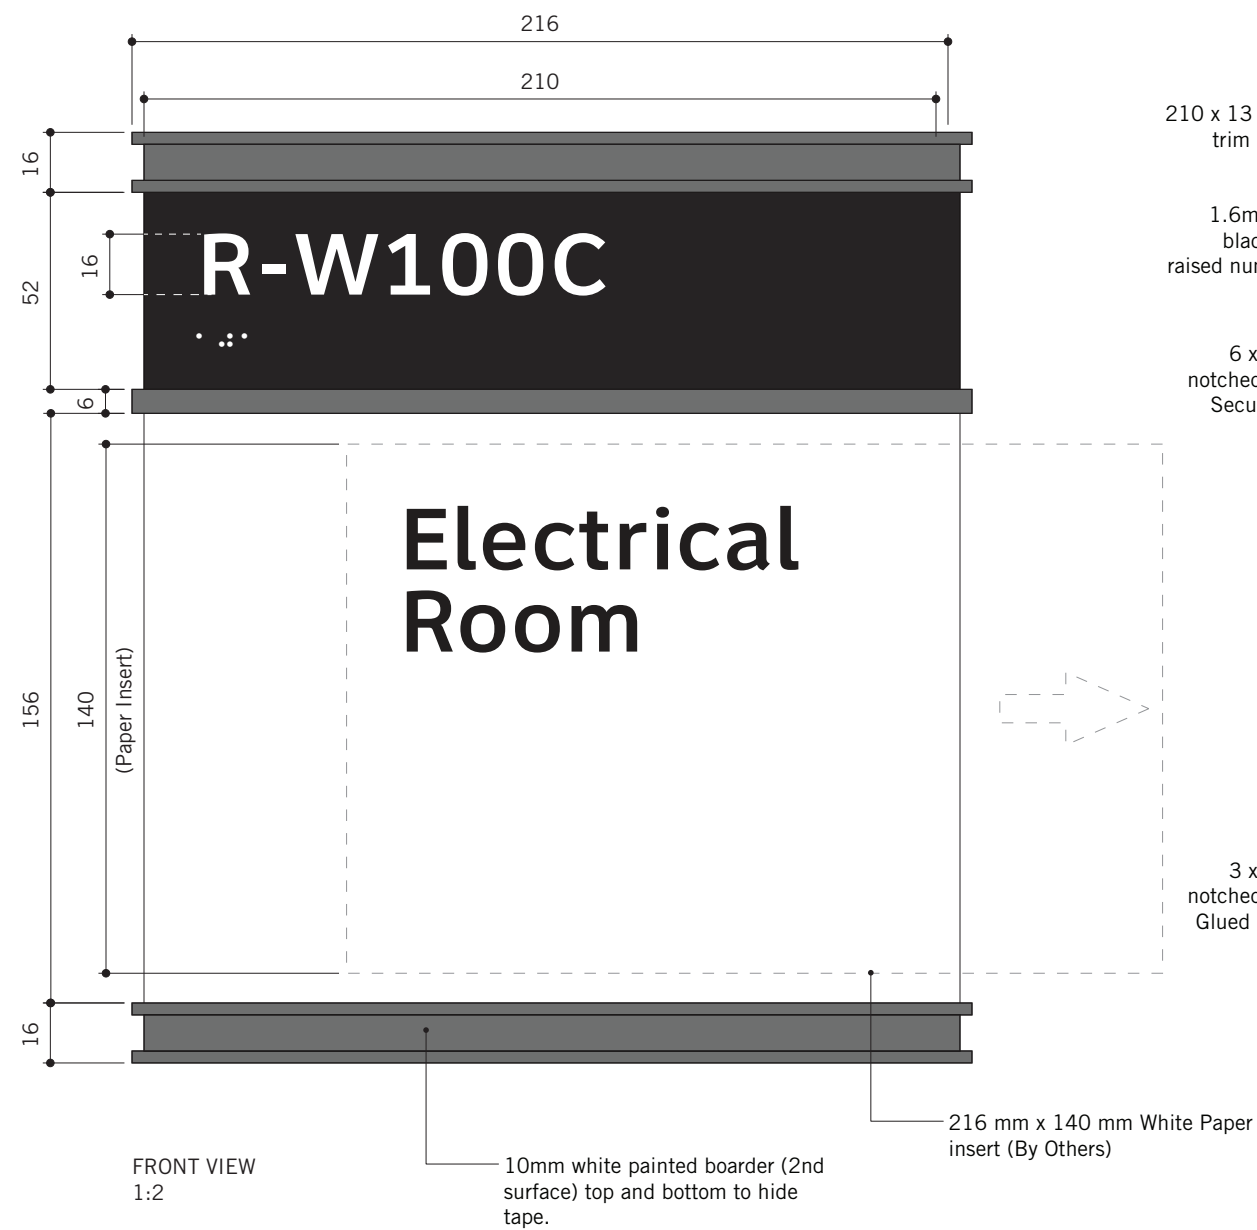 216
210
210 x 13
trim
16
1.6m
blac
raised nur
R-W100C
16
52
6 x
notched
Secu
6
Electrical
Room
156
140
(Paper Insert)
3 x
notched
Glued
16
216 mm x 140 mm White Paper
insert (By Others)
FRONT VIEW
1:2
10mm white painted boarder (2nd
surface) top and bottom to hide
tape.